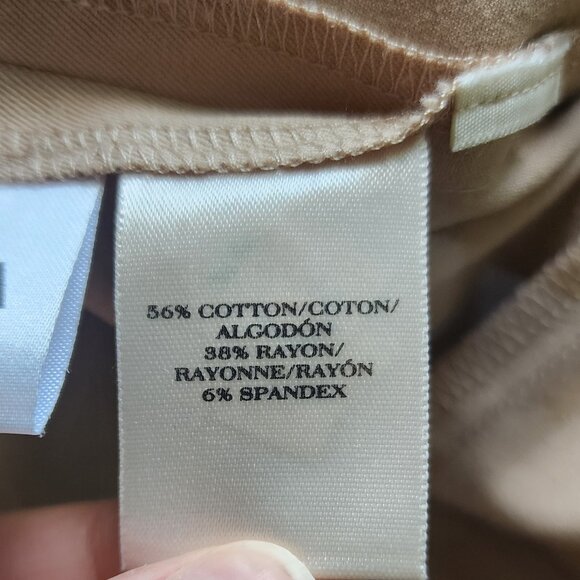 56% COTTON/COTON/
ALGODÓN
38% RAYON/
RAYONNE/RAYÓN
6% SPANDEX